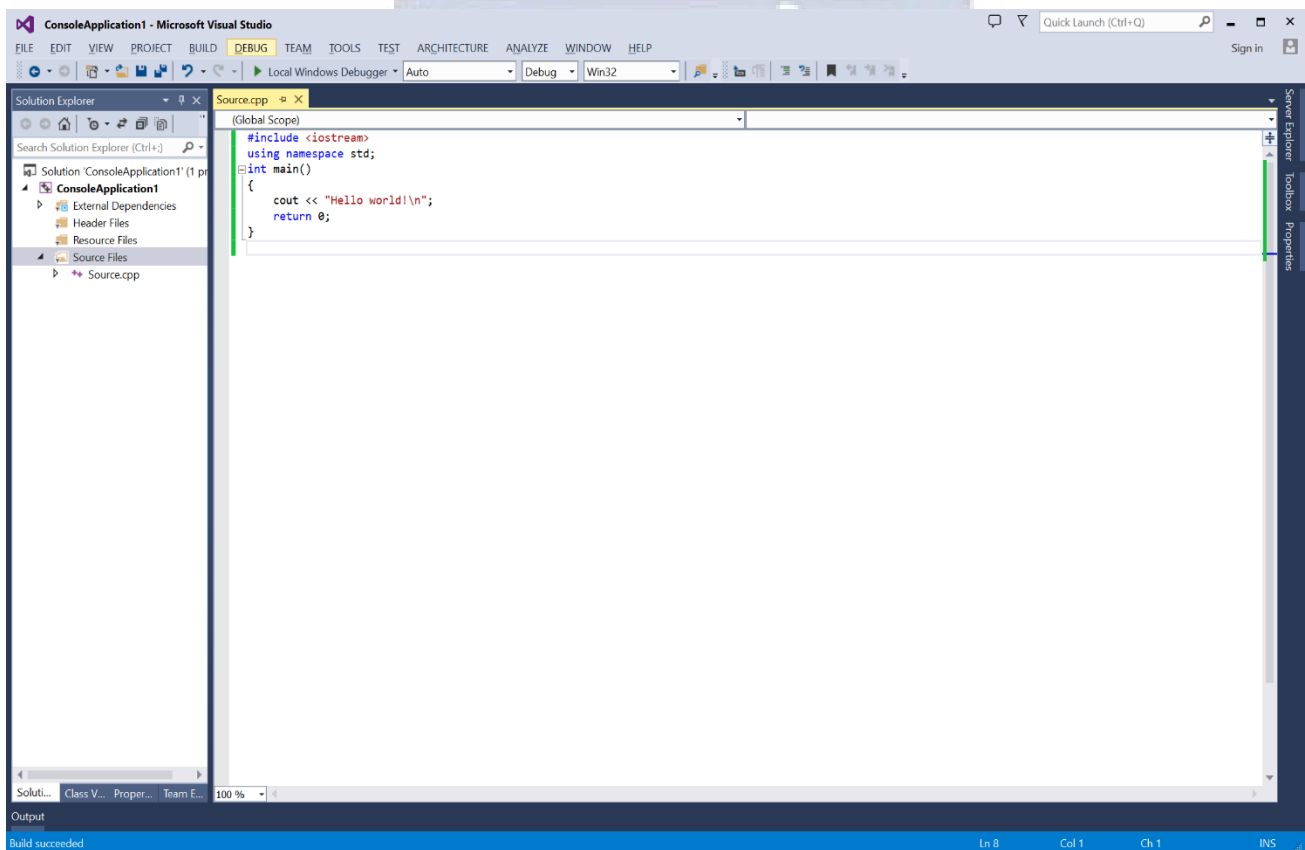 ConsoleApplication1 - Microsoft Visual Studio
Quick Launch (Ctrl+Q)
FILE EDIT VIEW PROJECT BUILD DEBUG TEAM TOOLS TEST ARCHITECTURE ANALYZE WINDOW HELP
Sign in
Local Windows Debugger
Auto
Debug
Win32
Solution Explorer
Search Solution Explorer (Ctrl+;)
Solution 'ConsoleApplication1' (1 pr
ConsoleApplication1
External Dependencies
Header Files
Resource Files
Source Files
Source.cpp
Soluti... Class V... Proper... Team E...
Source.cpp
(Global Scope)
#include <iostream>
using namespace std;
int main()
{
cout << "Hello world!\n";
return 0;
}
100 %
Server Explorer
Toolbox
Properties
Output
Build succeeded
Ln 8 Col 1 Ch 1 INS